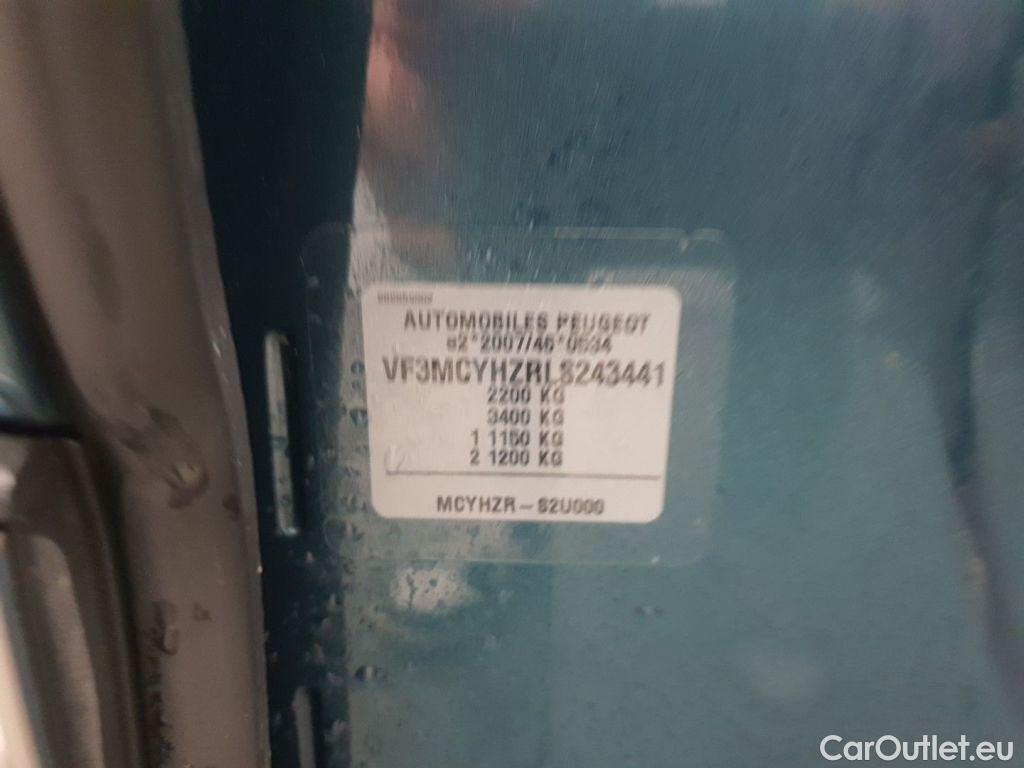 AUTOMOBILES PEUGEOT
e2*2007/46*0534
VF3MCYHZRLS243441
2200 KG
3400 KG
1 1150 KG
2 1200 KG
MCYHZR-S2U000
CarOutlet.eu